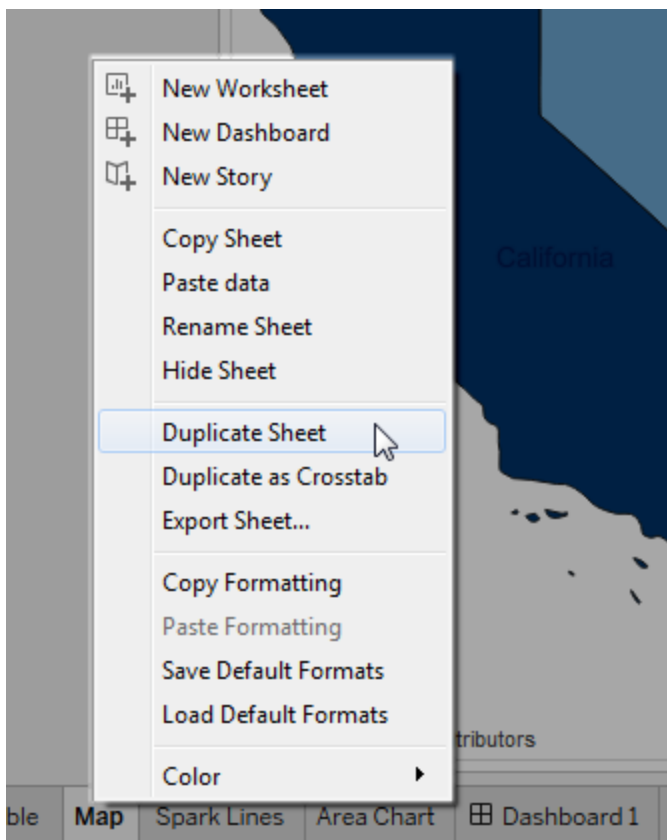 New Worksheet
New Dashboard
New Story
Copy Sheet
Paste data
Rename Sheet
Hide Sheet
Duplicate Sheet
Duplicate as Crosstab
Export Sheet...
Copy Formatting
Paste Formatting
Save Default Formats
Load Default Formats
Color
California
tributors
ble Map Spark Lines Area Chart Dashboard 1